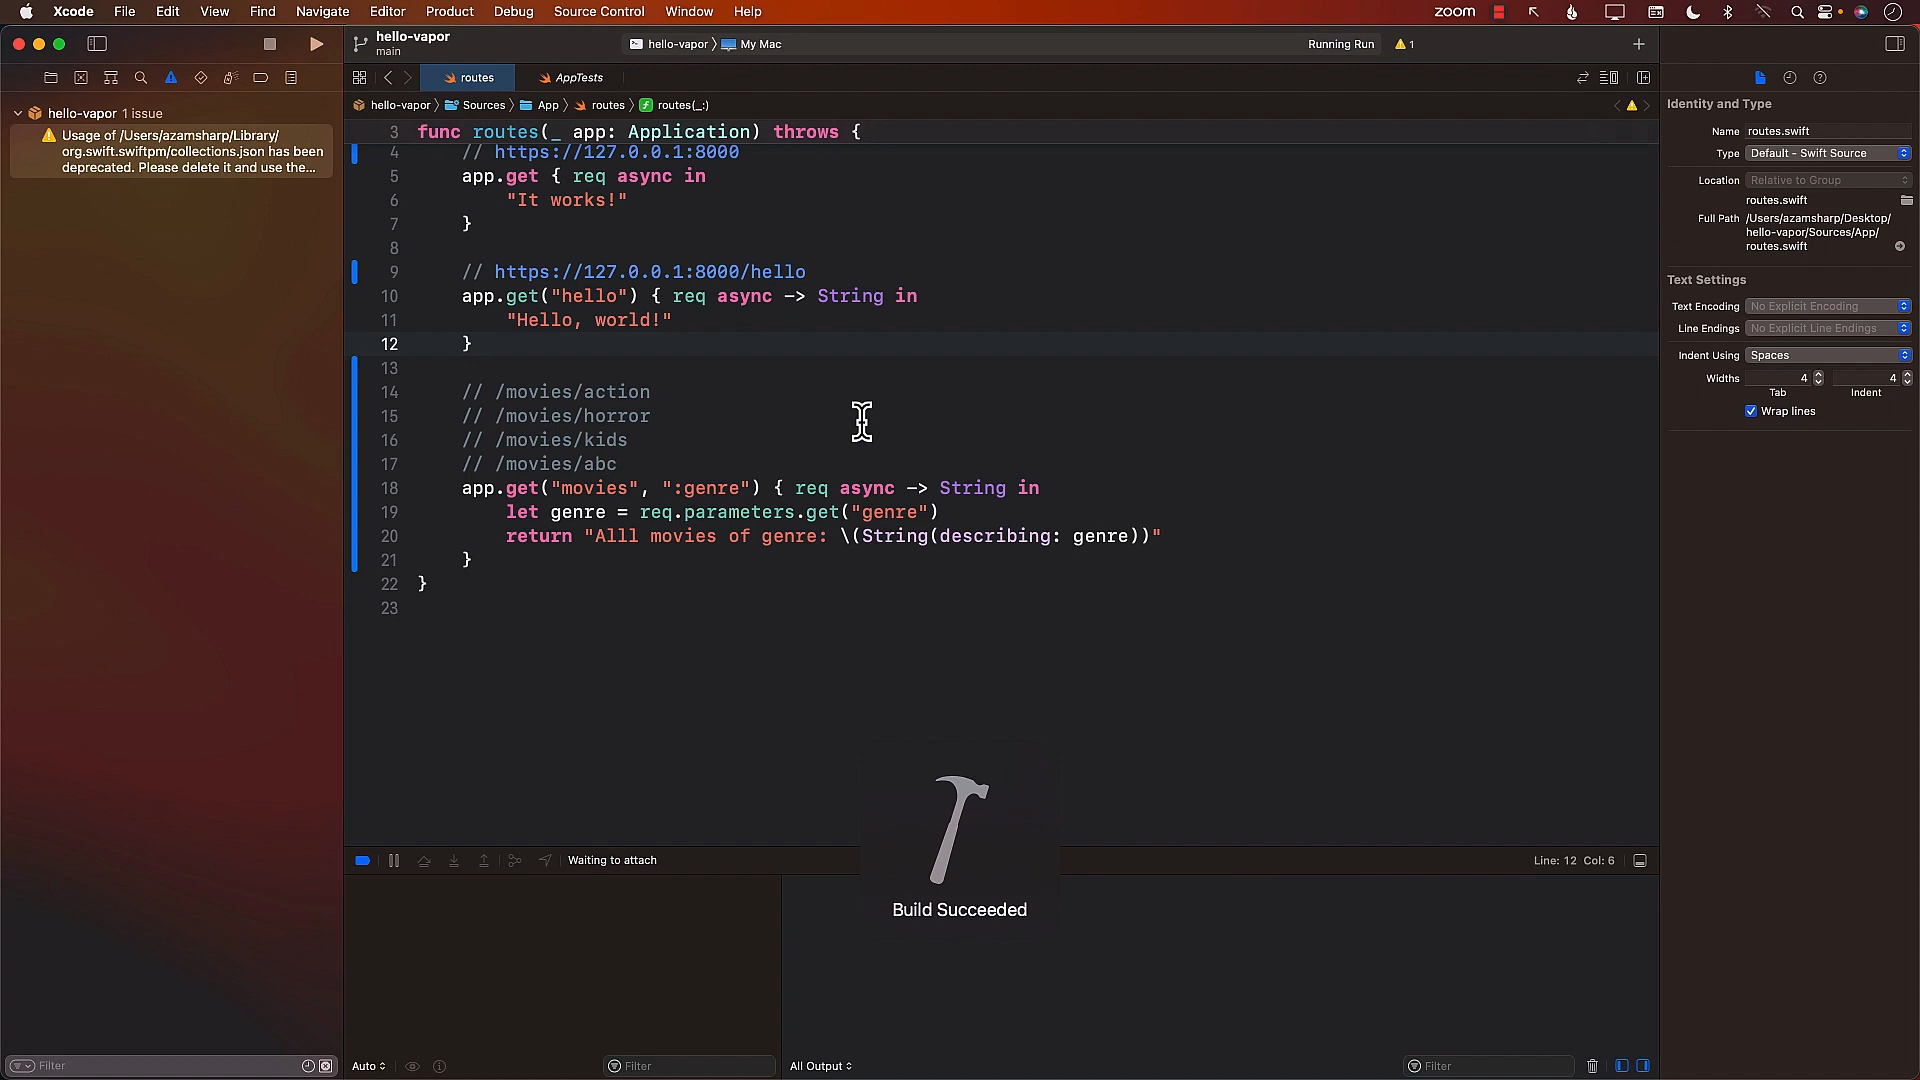 Xcode File Edit View Find Navigate Editor Product Debug Source Control Window Help
zoom
hello-vapor
main
hello-vapor My Mac
Running Run
1
routes
AppTests
hello-vapor 1 issue
Usage of /Users/azamsharp/Library/
org.swift.swiftpm/collections.json has been
deprecated. Please delete it and use the...
hello-vapor Sources App routes routes(_:)
3 func routes(_ app: Application) throws {
4 // https://127.0.0.1:8000
5 app.get { req async in
6 "It works!"
7 }
8
9 // https://127.0.0.1:8000/hello
10 app.get("hello") { req async -> String in
11 "Hello, world!"
12 }
13
14 // /movies/action
15 // /movies/horror
16 // /movies/kids
17 // /movies/abc
18 app.get("movies", ":genre") { req async -> String in
19 let genre = req.parameters.get("genre")
20 return "Alll movies of genre: \(String(describing: genre))"
21 }
22 }
23
Build Succeeded
Waiting to attach
Line: 12 Col: 6
Filter
Auto
Filter
All Output
Filter
Identity and Type
Name routes.swift
Type Default - Swift Source
Location Relative to Group
routes.swift
Full Path /Users/azamsharp/Desktop/
hello-vapor/Sources/App/
routes.swift
Text Settings
Text Encoding No Explicit Encoding
Line Endings No Explicit Line Endings
Indent Using Spaces
Widths 4 4
Tab Indent
Wrap lines